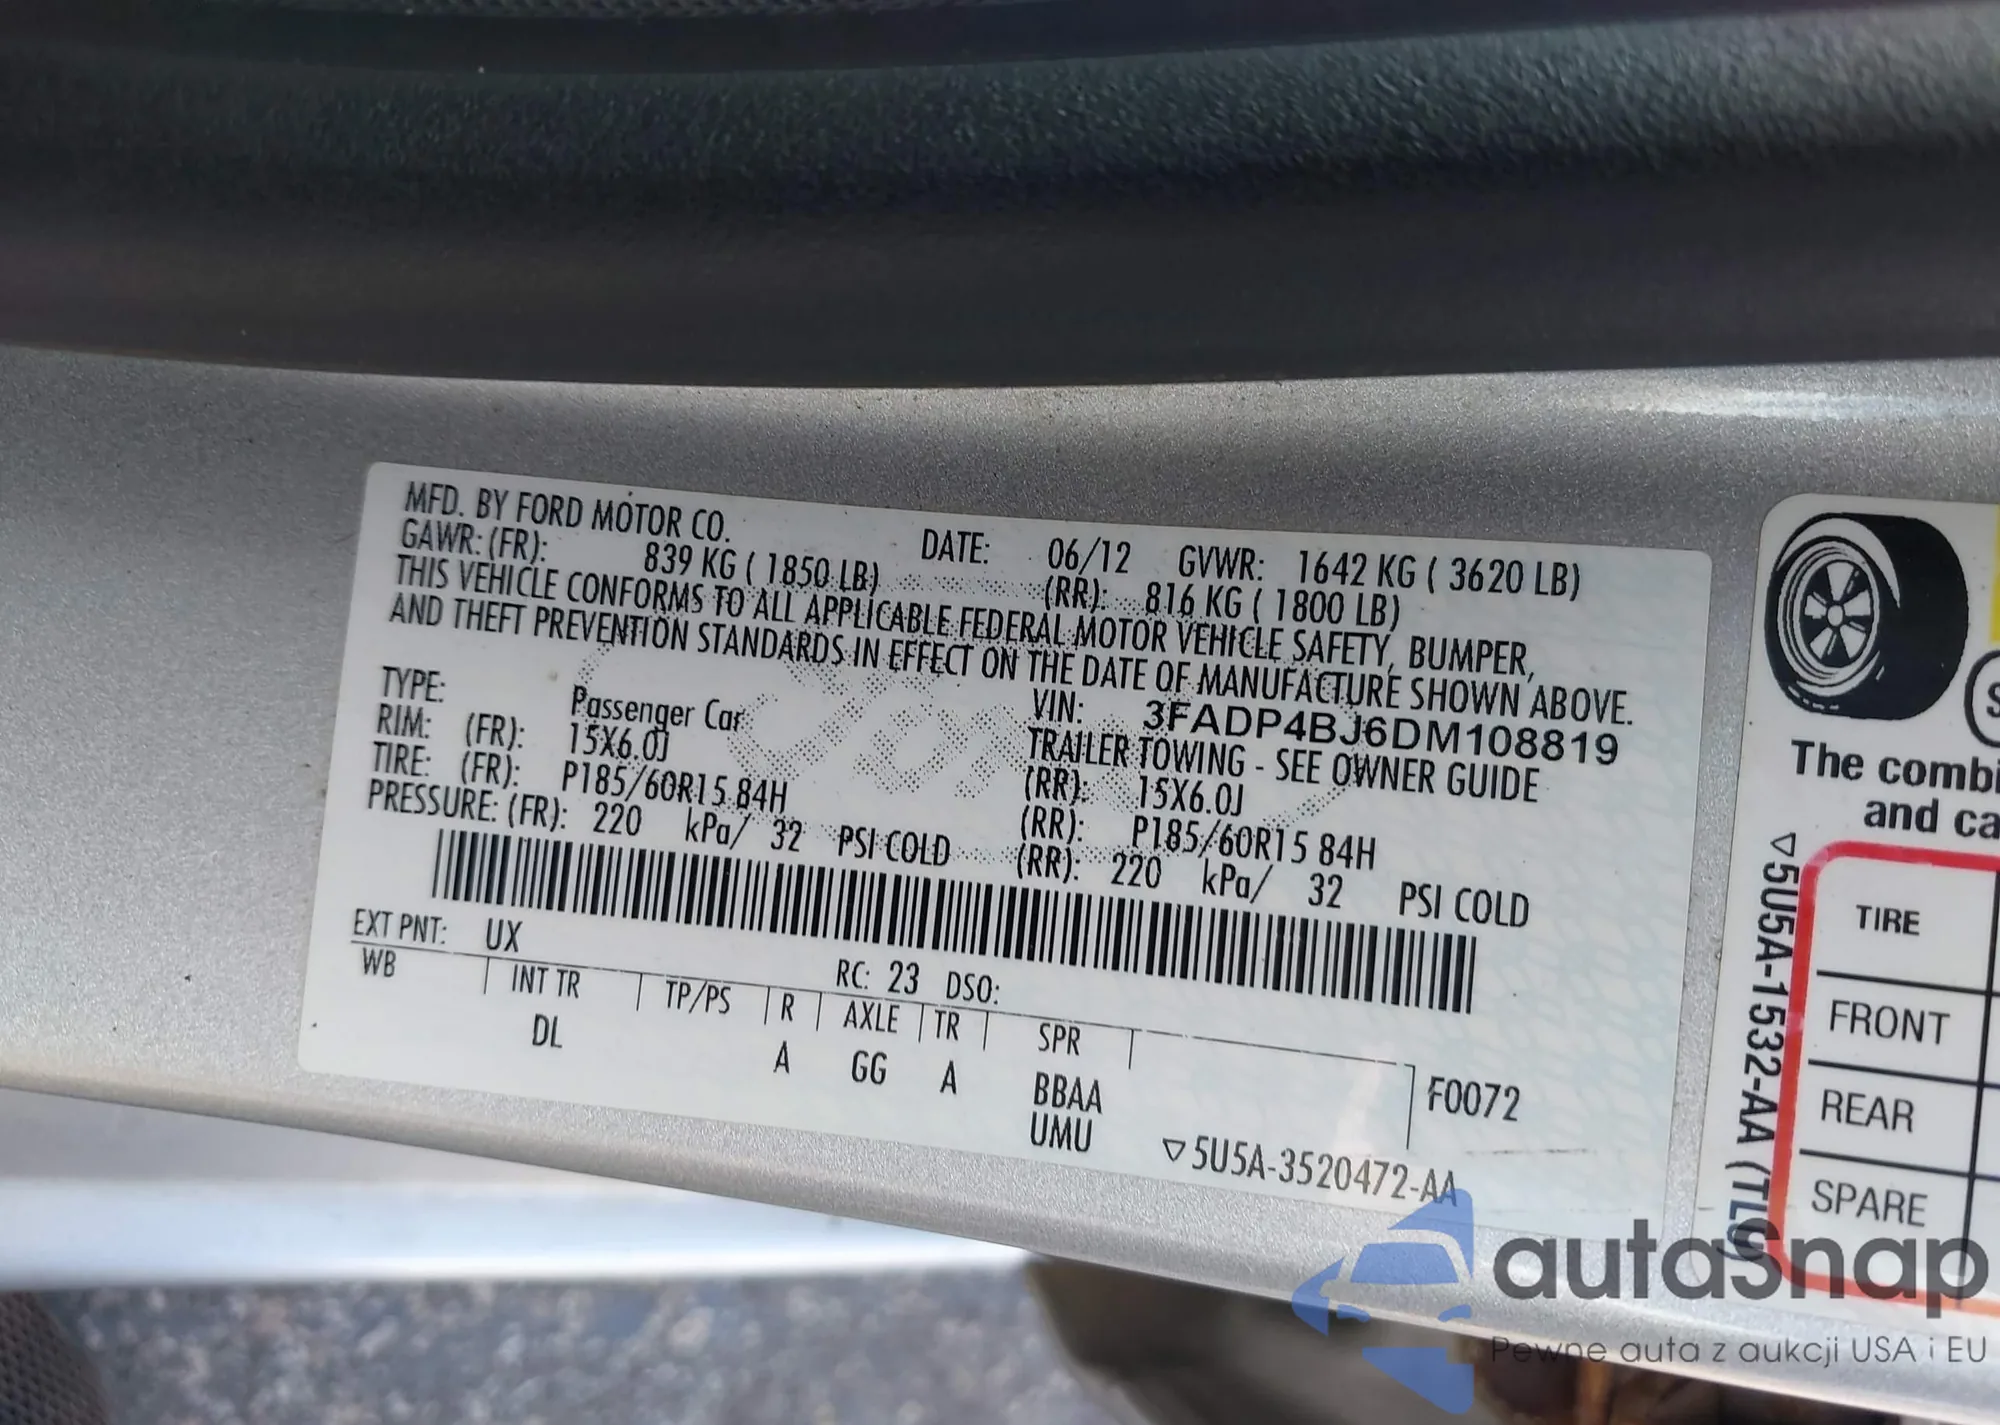 MFD. BY FORD MOTOR CO.
DATE: 06/12 GVWR: 1642 KG ( 3620 LB)
GAWR: (FR): 839 KG ( 1850 LB) (RR): 816 KG ( 1800 LB)
THIS VEHICLE CONFORMS TO ALL APPLICABLE FEDERAL MOTOR VEHICLE SAFETY, BUMPER,
AND THEFT PREVENTION STANDARDS IN EFFECT ON THE DATE OF MANUFACTURE SHOWN ABOVE.
VIN: 3FADP4BJ6DM108819
TYPE: Passenger Car TRAILER TOWING - SEE OWNER GUIDE
RIM: (FR): 15X6.0J (RR): 15X6.0J
TIRE: (FR): P185/60R15 84H (RR): P185/60R15 84H
PRESSURE: (FR): 220 kPa/ 32 PSI COLD (RR): 220 kPa/ 32 PSI COLD
EXT PNT: UX RC: 23 DSO:
WB INT TR TP/PS R AXLE TR SPR
DL A GG A BBAA F0072
UMU
▽5U5A-3520472-AA
The combi
and ca
▽5U5A-1532-AA (TLU)
TIRE
FRONT
REAR
SPARE
autaSnap
Pewne auta z aukcji USA i EU